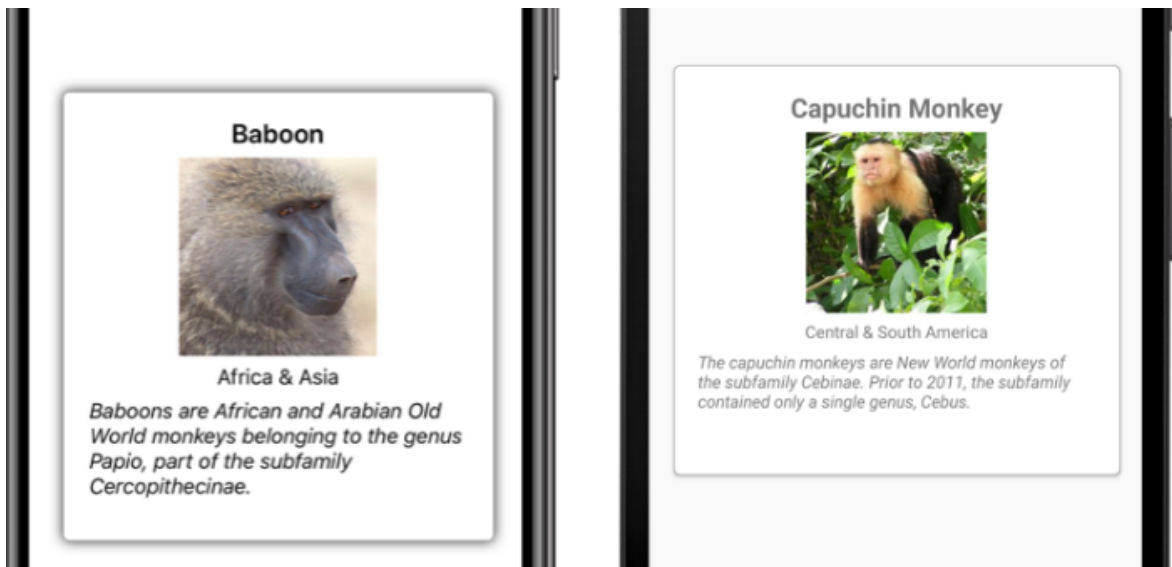 Baboon
Africa & Asia
Baboons are African and Arabian Old
World monkeys belonging to the genus
Papio, part of the subfamily
Cercopithecinae.
Capuchin Monkey
Central & South America
The capuchin monkeys are New World monkeys of
the subfamily Cebinae. Prior to 2011, the subfamily
contained only a single genus, Cebus.